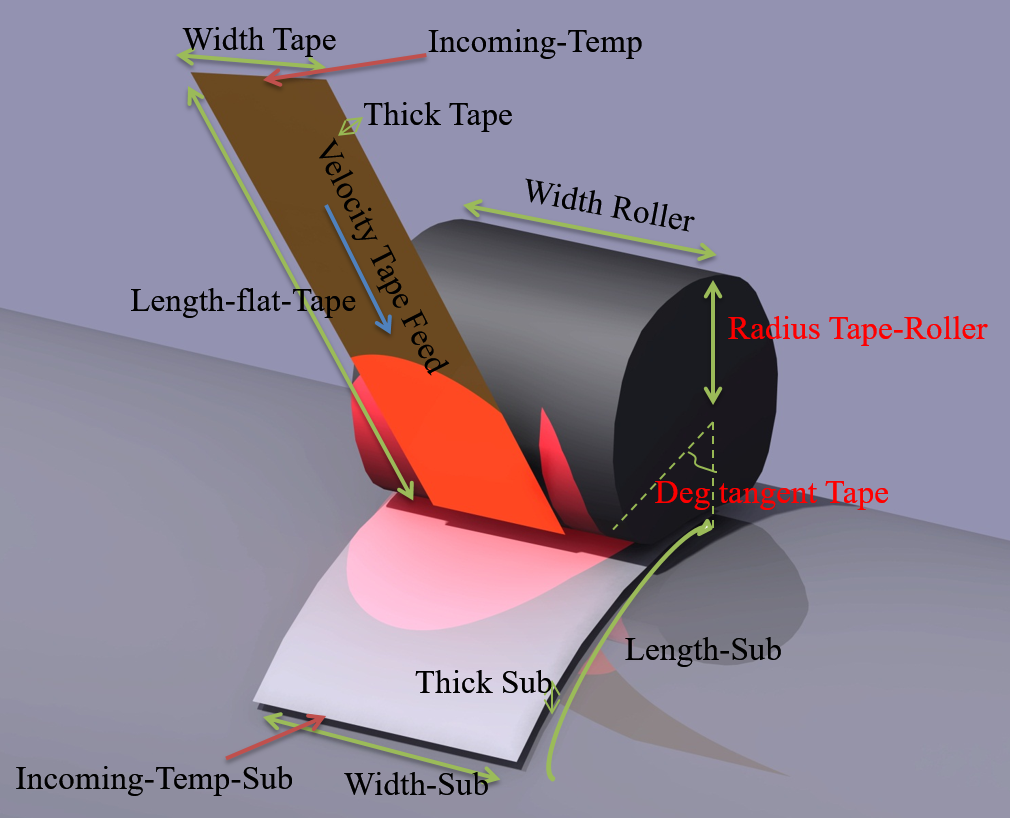 Width Tape
Incoming-Temp
Thick Tape
Velocity Tape Feed
Width Roller
Length-flat-Tape
Radius Tape-Roller
Deg tangent Tape
Length-Sub
Thick Sub
Incoming-Temp-Sub
Width-Sub